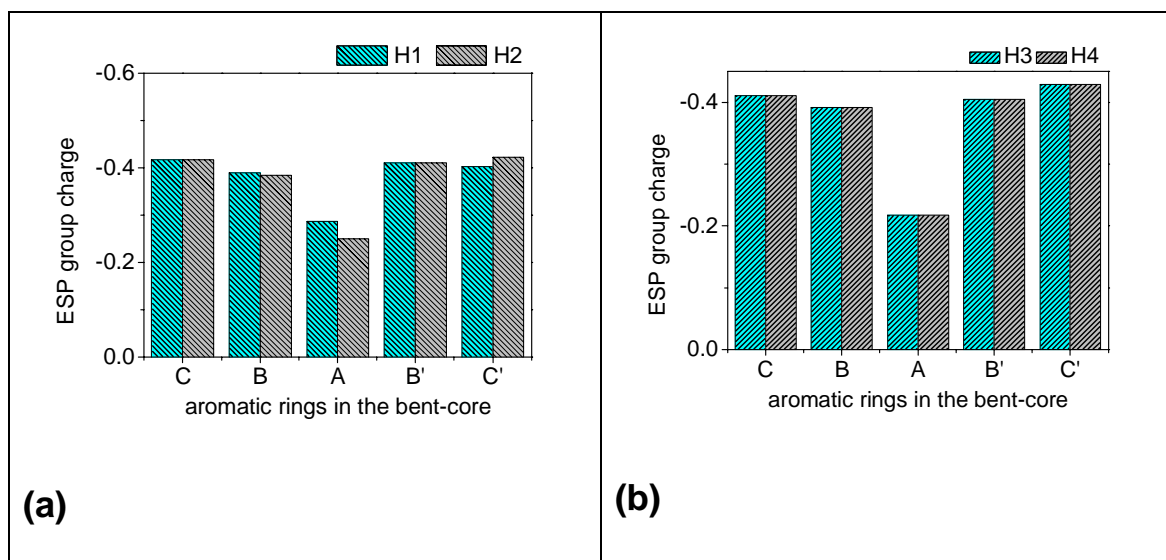 H1 H2
-0.6
-0.4
-0.2
0.0
ESP group charge
C B A B' C'
aromatic rings in the bent-core
(a)
H3 H4
-0.4
-0.2
0.0
ESP group charge
C B A B' C'
aromatic rings in the bent-core
(b)